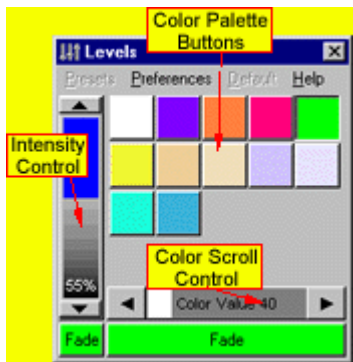 Color Palette
Buttons
Levels
Presets Preferences Default Help
Intensity
Control
55%
Color Scroll
Control
Color Value 40
Fade
Fade